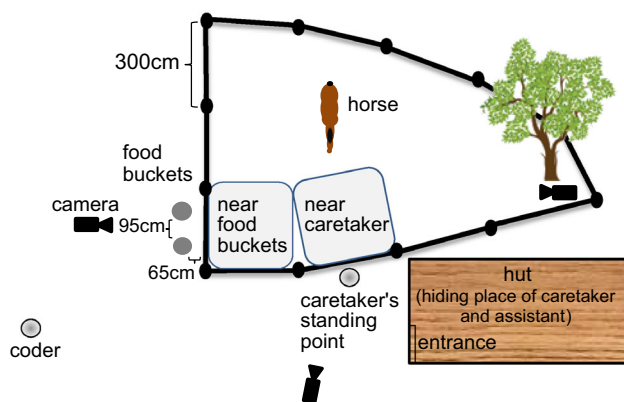 300cm
horse
food
buckets
camera
95cm
near
food
buckets
near
caretaker
65cm
caretaker's
standing
point
hut
(hiding place of caretaker
and assistant)
entrance
coder